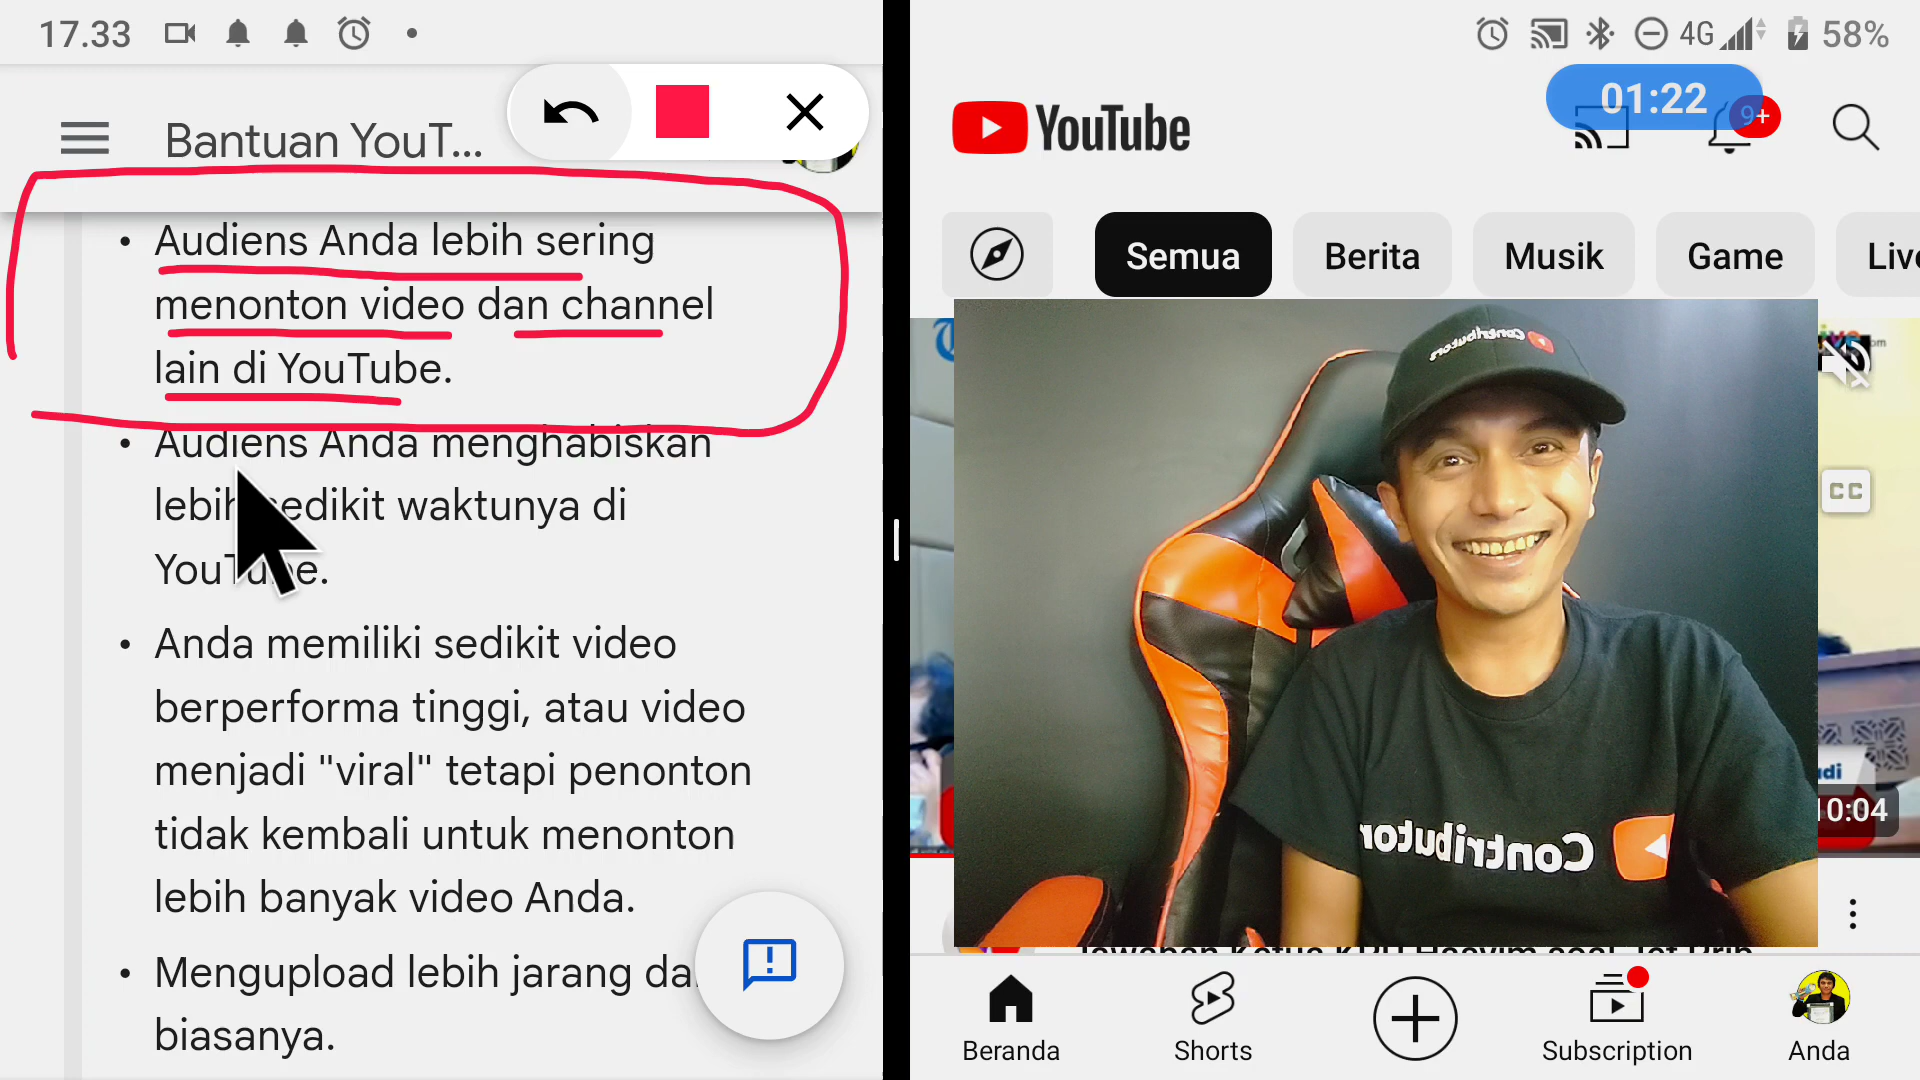 17.33
58%
4G
Bantuan YouT...
YouTube
01:22
9+
Semua
Berita
Musik
Game
Live
• Audiens Anda lebih sering
menonton video dan channel
lain di YouTube.
• Audiens Anda menghabiskan
lebih sedikit waktunya di
YouTube.
• Anda memiliki sedikit video
berperforma tinggi, atau video
menjadi "viral" tetapi penonton
tidak kembali untuk menonton
lebih banyak video Anda.
• Mengupload lebih jarang da
biasanya.
Contributors
Contributor
CC
10:04
Beranda
Shorts
Subscription
Anda